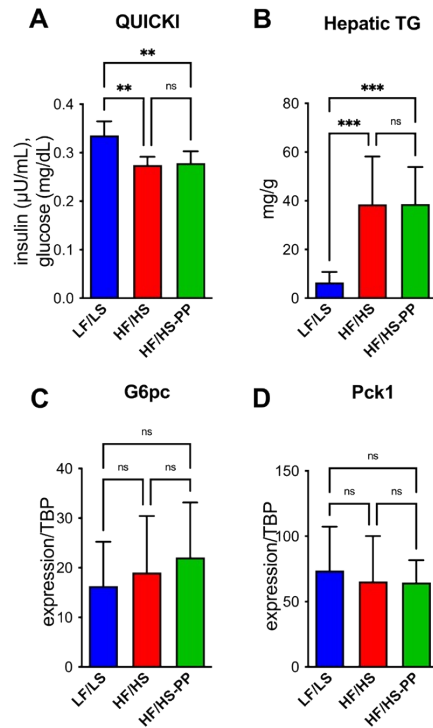 A
QUICKI
**
**
ns
insulin (µU/mL),
glucose (mg/dL)
0.4
0.3
0.2
0.1
0.0
LF/LS
HF/HS
HF/HS-PP
B
Hepatic TG
***
***
ns
mg/g
80
60
40
20
0
LF/LS
HF/HS
HF/HS-PP
C
G6pc
ns
ns
ns
expression/TBP
40
30
20
10
0
LF/LS
HF/HS
HF/HS-PP
D
Pck1
ns
ns
ns
expression/TBP
150
100
50
0
LF/LS
HF/HS
HF/HS-PP